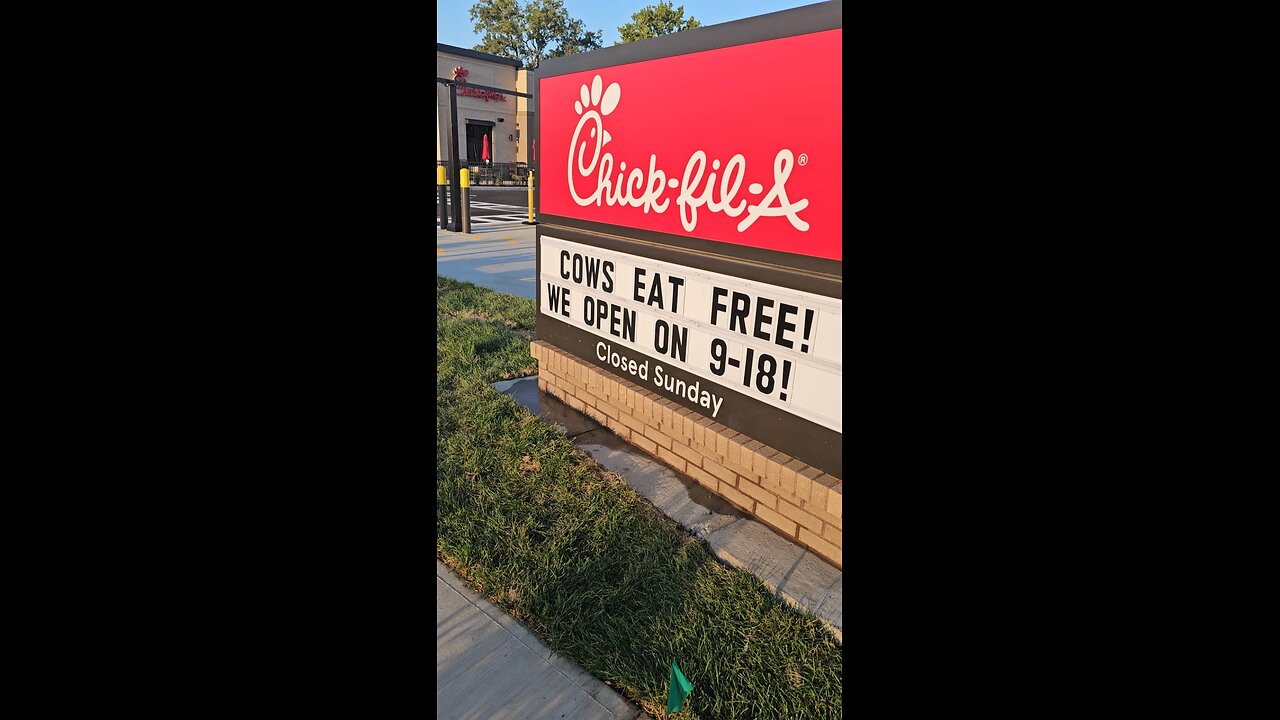 Chick-fil-A®
COWS EAT FREE!
WE OPEN ON 9-18!
Closed Sunday